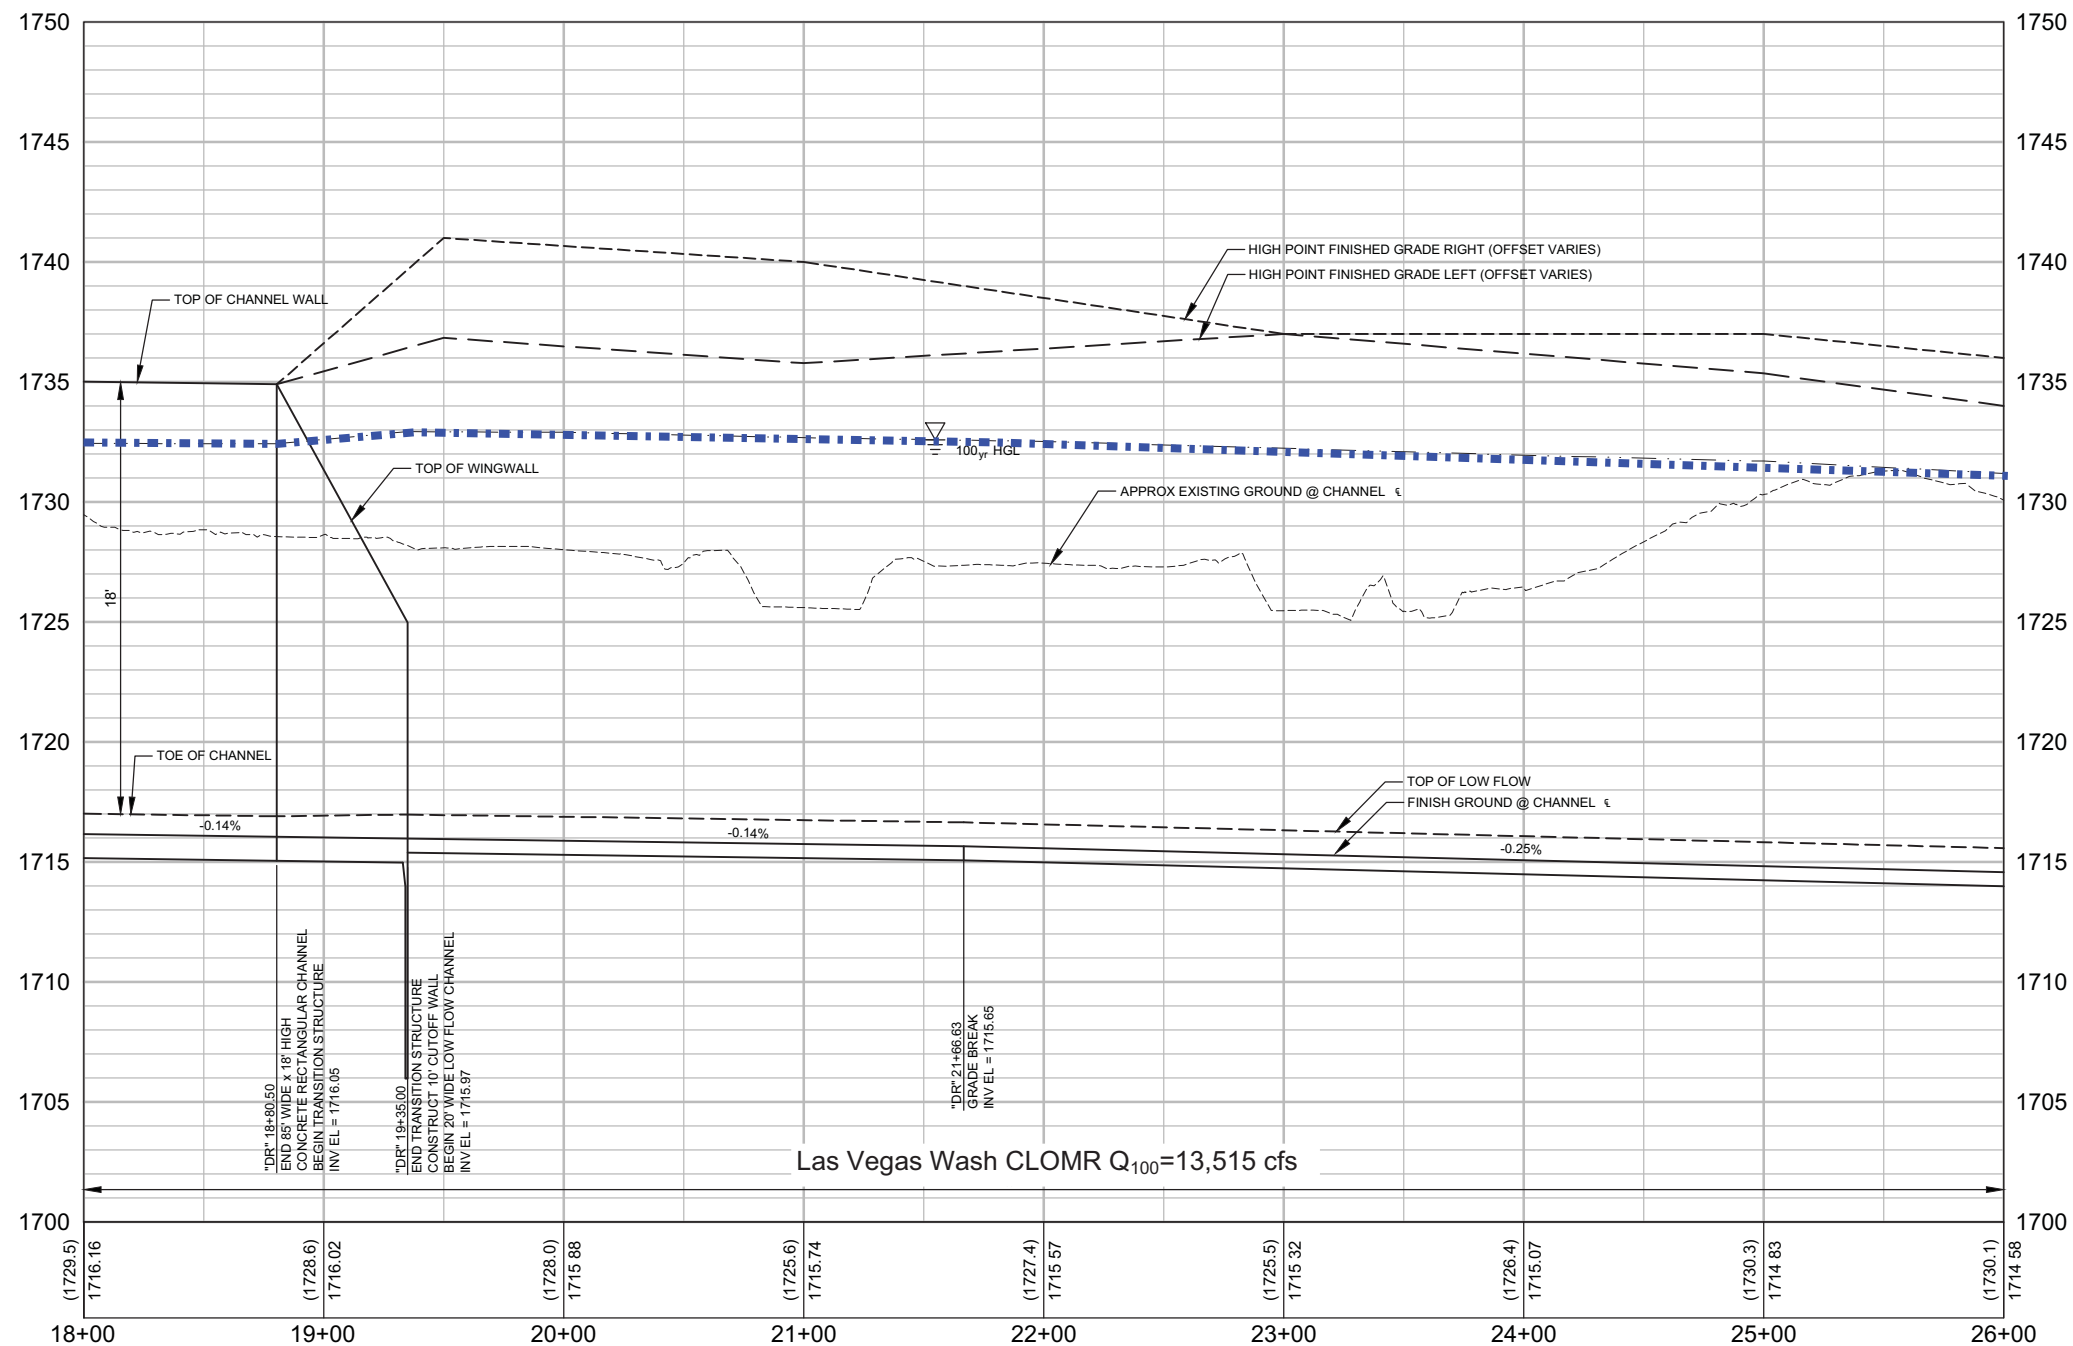 1750
1750
1745
1745
1740
1740
1735
1735
1730
1730
1725
1725
1720
1720
1715
1715
1710
1710
1705
1705
1700
1700
HIGH POINT FINISHED GRADE RIGHT (OFFSET VARIES)
HIGH POINT FINISHED GRADE LEFT (OFFSET VARIES)
TOP OF CHANNEL WALL
100yr HGL
TOP OF WINGWALL
APPROX EXISTING GROUND @ CHANNEL ℄
18'
TOE OF CHANNEL
TOP OF LOW FLOW
FINISH GROUND @ CHANNEL ℄
-0.14%
-0.14%
-0.25%
"DR" 18+80.50
END 85' WIDE x 18' HIGH
CONCRETE RECTANGULAR CHANNEL
BEGIN TRANSITION STRUCTURE
INV EL = 1716.05
"DR" 19+35.00
END TRANSITION STRUCTURE
CONSTRUCT 10' CUTOFF WALL
BEGIN 20' WIDE LOW FLOW CHANNEL
INV EL = 1715.97
"DR" 21+66.63
GRADE BREAK
INV EL = 1715.65
Las Vegas Wash CLOMR Q100=13,515 cfs
(1729.5)
1716.16
(1728.6)
1716.02
(1728.0)
1715.88
(1725.6)
1715.74
(1727.4)
1715.57
(1725.5)
1715.32
(1726.4)
1715.07
(1730.3)
1714.83
(1730.1)
1714.58
18+00
19+00
20+00
21+00
22+00
23+00
24+00
25+00
26+00